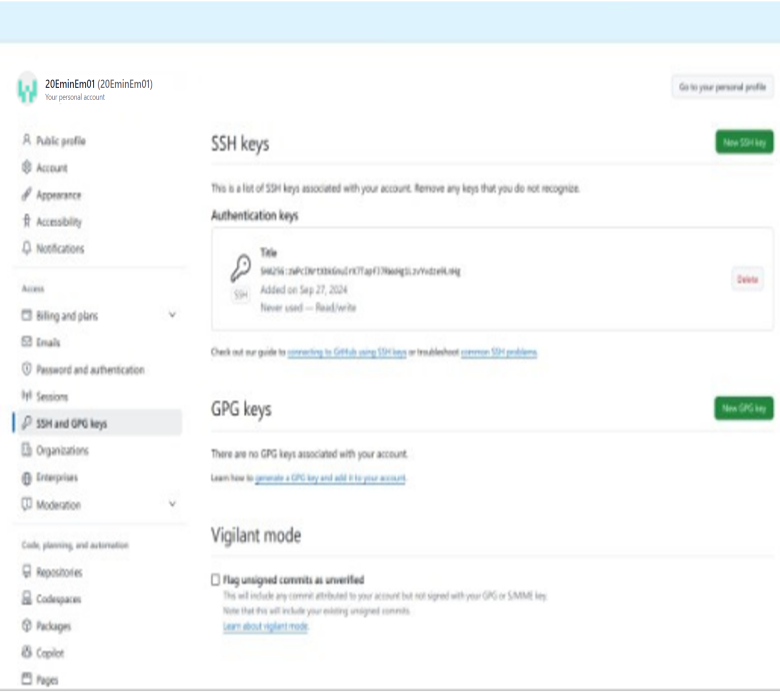 20EminEm01 (20EminEm01)
Your personal account
Go to your personal profile
Public profile
Account
Appearance
Accessibility
Notifications
Access
Billing and plans
Emails
Password and authentication
Sessions
SSH and GPG keys
Organizations
Enterprises
Moderation
Code, planning, and automation
Repositories
Codespaces
Packages
Copilot
Pages
SSH keys
New SSH key
This is a list of SSH keys associated with your account. Remove any keys that you do not recognize.
Authentication keys
Title
SSH
Added on Sep 27, 2024
Never used — Read/write
Delete
Check out our guide to connecting to GitHub using SSH keys or troubleshoot common SSH problems.
GPG keys
New GPG key
There are no GPG keys associated with your account.
Learn how to generate a GPG key and add it to your account.
Vigilant mode
Flag unsigned commits as unverified
This will include any commit attributed to your account but not signed with your GPG or S/MIME key.
Note that this will include your existing unsigned commits.
Learn about vigilant mode.